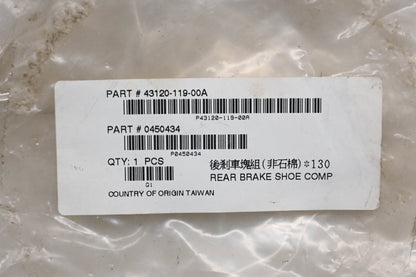 PART # 43120-119-00A
P43120-119-00A
PART # 0450434
P0450434
QTY: 1 PCS
後剎車塊組(非石棉)*130
REAR BRAKE SHOE COMP
Q1
COUNTRY OF ORIGIN TAIWAN